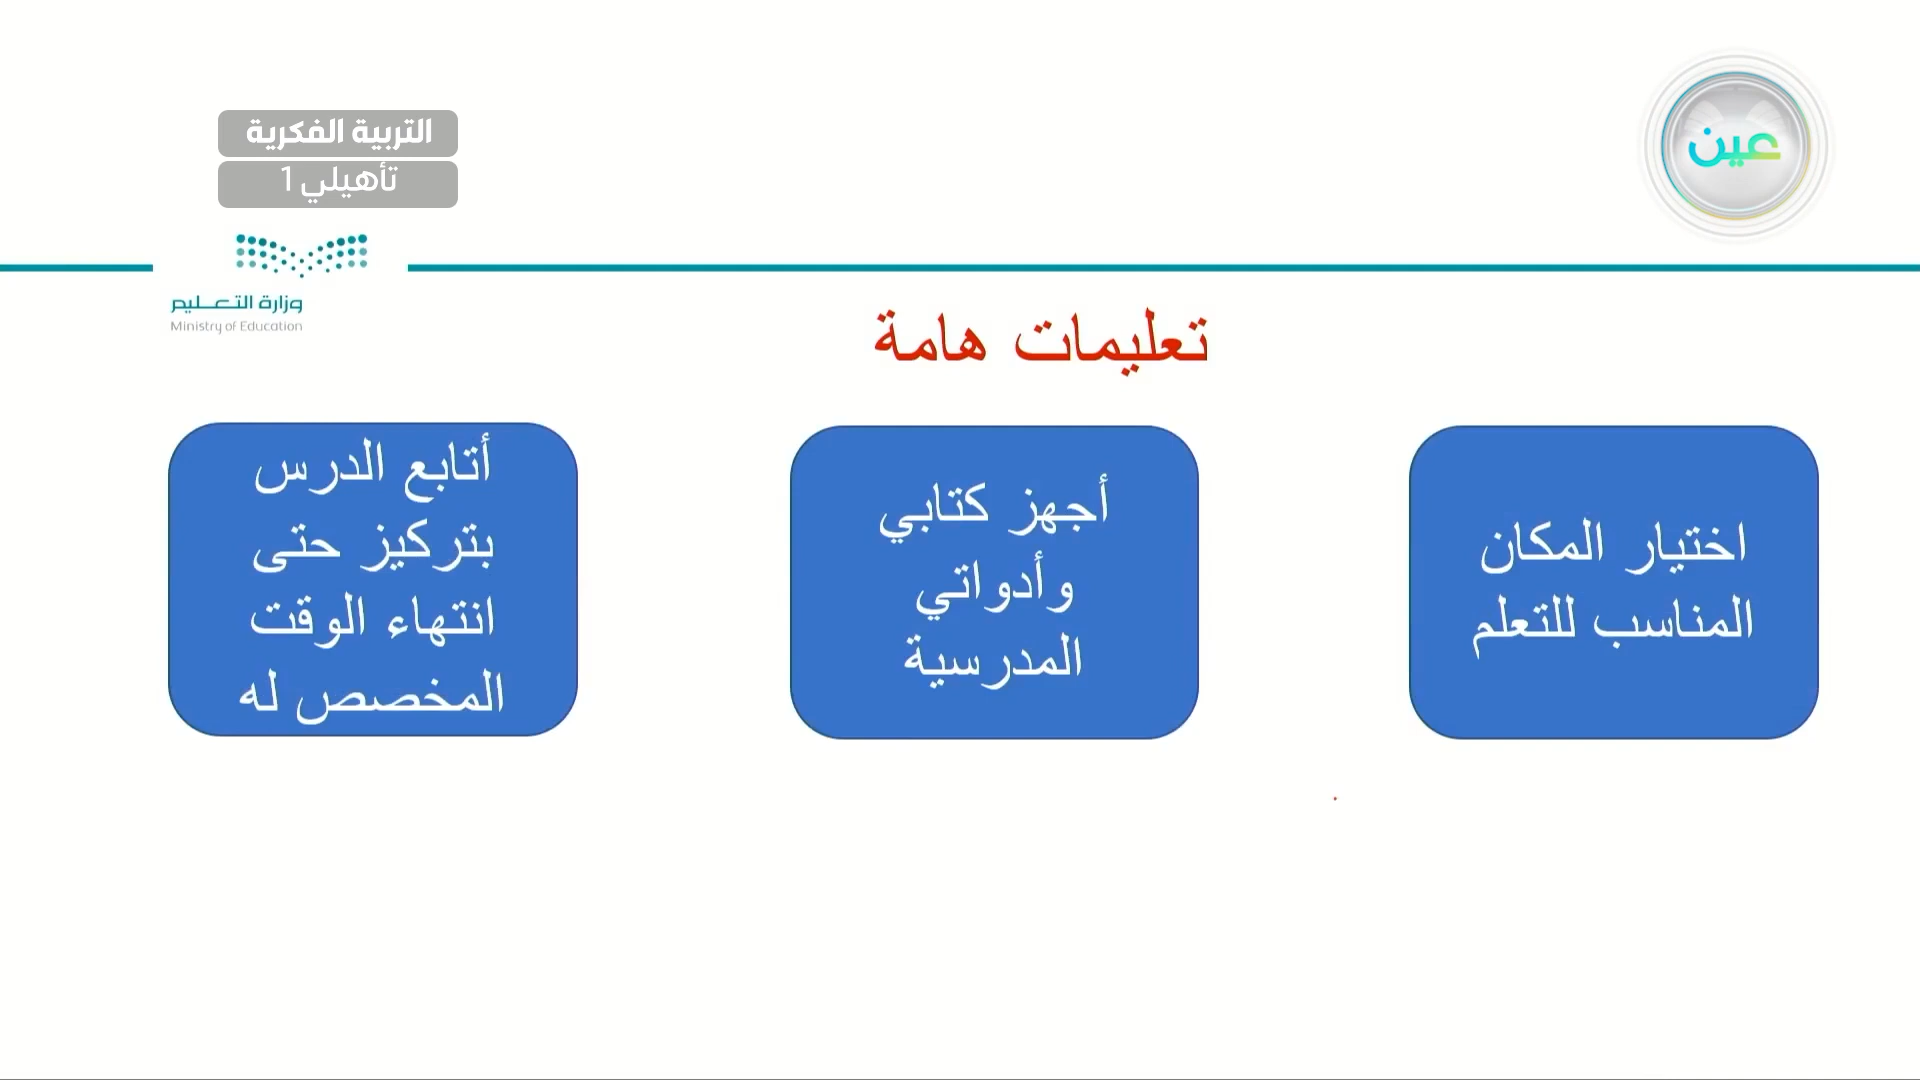 عين
التربية الفكرية
تأهيلي 1
وزارة التعليم
Ministry of Education
تعليمات هامة
اختيار المكان
المناسب للتعلم
أجهز كتابي
وأدواتي
المدرسية
أتابع الدرس
بتركيز حتى
انتهاء الوقت
المخصص له